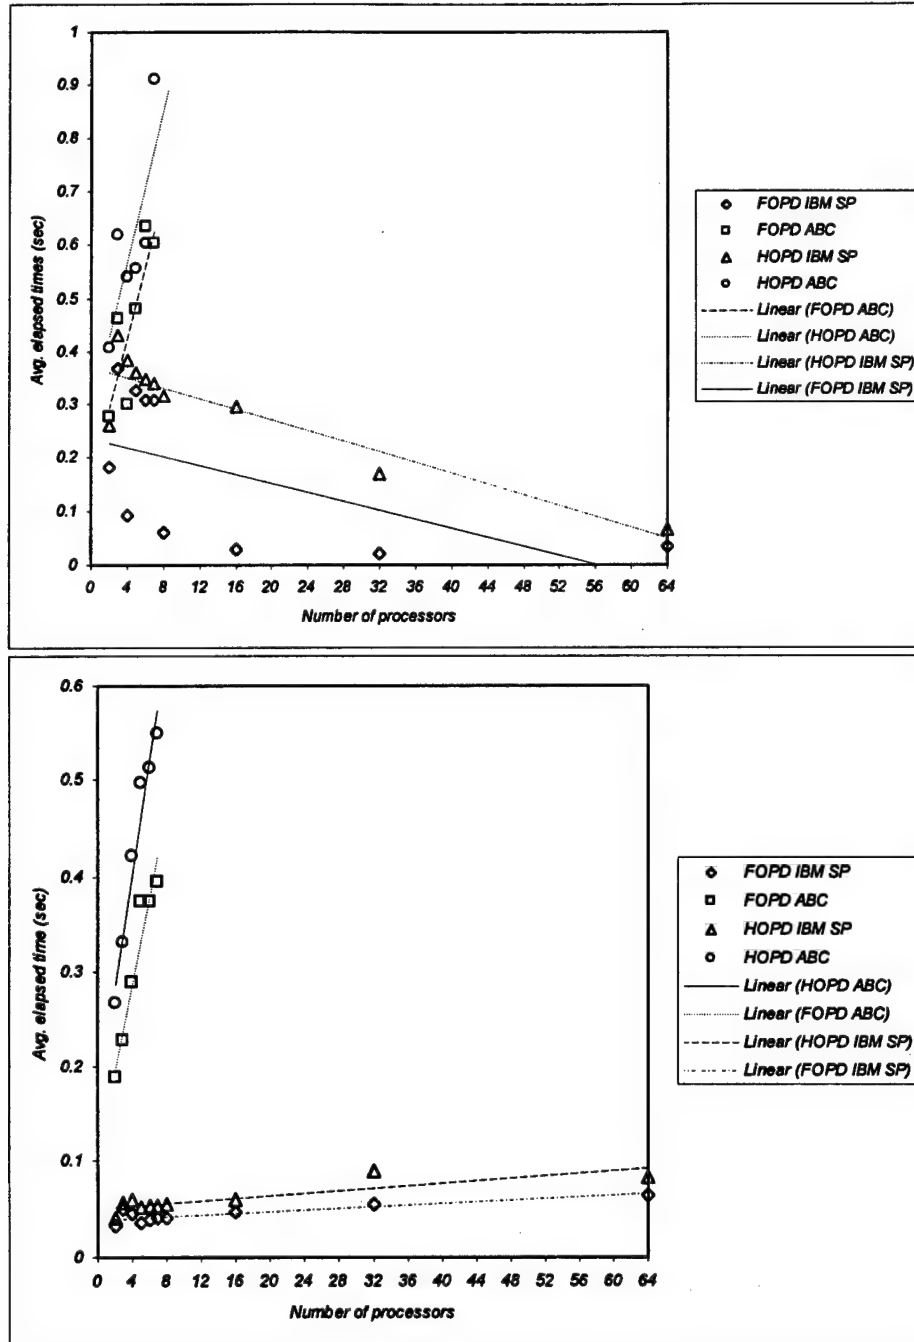 1
0.9
0.8
0.7
0.6
0.5
0.4
0.3
0.2
0.1
0
Avg. elapsed times (sec)
0 4 8 12 16 20 24 28 32 36 40 44 48 52 56 60 64
Number of processors
FOPD IBM SP
FOPD ABC
HOPD IBM SP
HOPD ABC
Linear (FOPD ABC)
Linear (HOPD ABC)
Linear (HOPD IBM SP)
Linear (FOPD IBM SP)
0.6
0.5
0.4
0.3
0.2
0.1
0
Avg. elapsed time (sec)
0 4 8 12 16 20 24 28 32 36 40 44 48 52 56 60 64
Number of processors
FOPD IBM SP
FOPD ABC
HOPD IBM SP
HOPD ABC
Linear (HOPD ABC)
Linear (FOPD ABC)
Linear (HOPD IBM SP)
Linear (FOPD IBM SP)